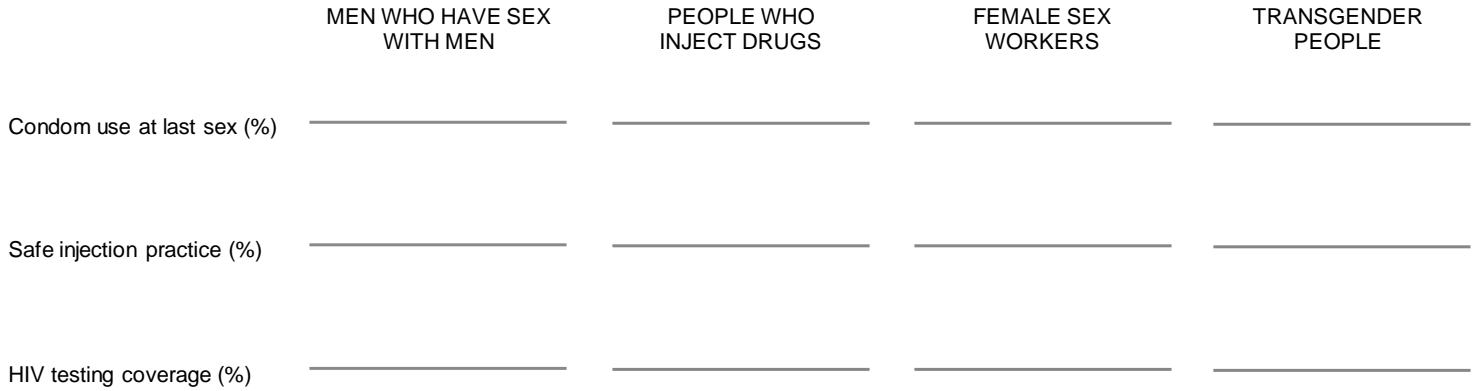 MEN WHO HAVE SEX
WITH MEN
PEOPLE WHO
INJECT DRUGS
FEMALE SEX
WORKERS
TRANSGENDER
PEOPLE
Condom use at last sex (%)
Safe injection practice (%)
HIV testing coverage (%)